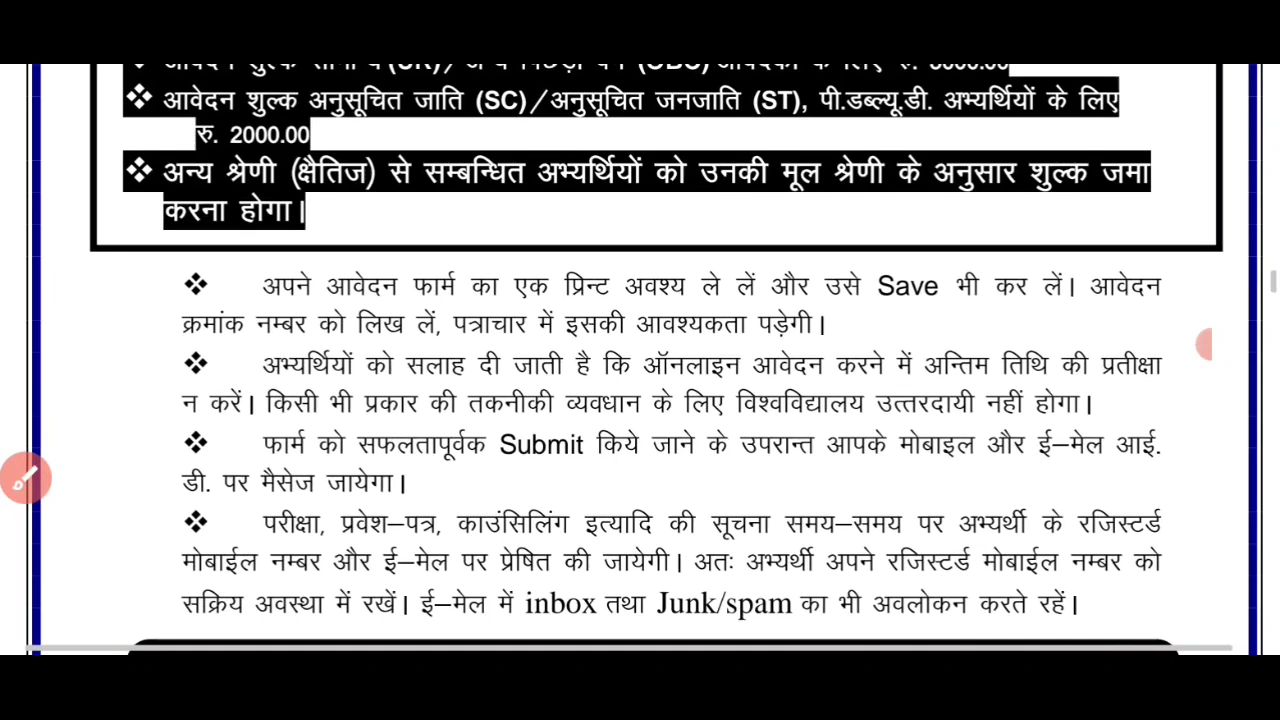 ❖ आवेदन शुल्क अनुसूचित जाति (SC)/अनुसूचित जनजाति (ST), पी.डब्ल्यू.डी. अभ्यर्थियों के लिए
रु. 2000.00
❖ अन्य श्रेणी (क्षैतिज) से सम्बन्धित अभ्यर्थियों को उनकी मूल श्रेणी के अनुसार शुल्क जमा
करना होगा।
❖ अपने आवेदन फार्म का एक प्रिन्ट अवश्य ले लें और उसे Save भी कर लें। आवेदन
क्रमांक नम्बर को लिख लें, पत्राचार में इसकी आवश्यकता पड़ेगी।
❖ अभ्यर्थियों को सलाह दी जाती है कि ऑनलाइन आवेदन करने में अन्तिम तिथि की प्रतीक्षा
न करें। किसी भी प्रकार की तकनीकी व्यवधान के लिए विश्वविद्यालय उत्तरदायी नहीं होगा।
❖ फार्म को सफलतापूर्वक Submit किये जाने के उपरान्त आपके मोबाइल और ई–मेल आई.
डी. पर मैसेज जायेगा।
❖ परीक्षा, प्रवेश–पत्र, काउंसिलिंग इत्यादि की सूचना समय–समय पर अभ्यर्थी के रजिस्टर्ड
मोबाईल नम्बर और ई–मेल पर प्रेषित की जायेगी। अतः अभ्यर्थी अपने रजिस्टर्ड मोबाईल नम्बर को
सक्रिय अवस्था में रखें। ई–मेल में inbox तथा Junk/spam का भी अवलोकन करते रहें।